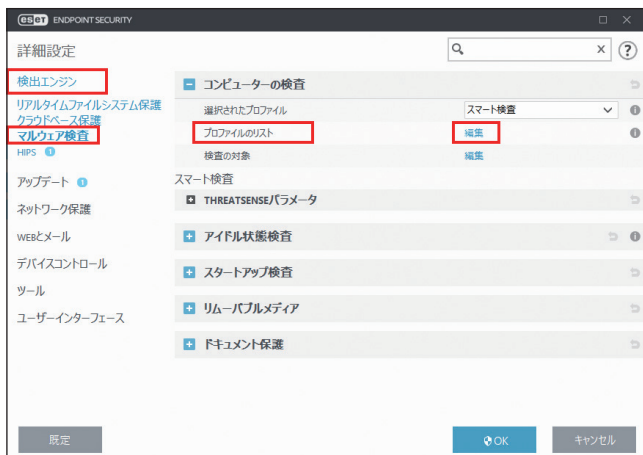 eset ENDPOINT SECURITY
詳細設定
検出エンジン
リアルタイムファイルシステム保護
クラウドベース保護
マルウェア検査
HIPS 1
アップデート 1
ネットワーク保護
WEBとメール
デバイスコントロール
ツール
ユーザーインターフェース
コンピューターの検査
選択されたプロファイル スマート検査
プロファイルのリスト 編集
検査の対象 編集
スマート検査
THREATSENSEパラメータ
アイドル状態検査
スタートアップ検査
リムーバブルメディア
ドキュメント保護
既定 OK キャンセル